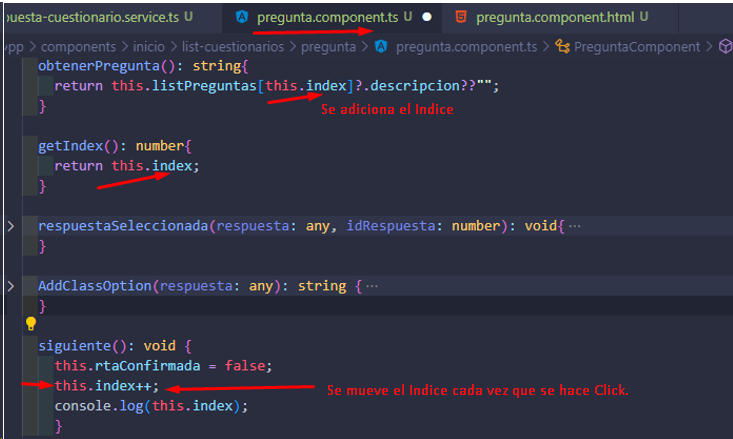 puesta-cuestionario.service.ts U pregunta.component.ts U ● pregunta.component.html U
app > components > inicio > list-cuestionarios > pregunta > pregunta.component.ts > PreguntaComponent >
obtenerPregunta(): string{
return this.listPreguntas[this.index]?.descripcion??"";
Se adiciona el Indice
}
getIndex(): number{
return this.index;
}
respuestaSeleccionada(respuesta: any, idRespuesta: number): void{ ···
}
AddClassOption(respuesta: any): string { ···
}
siguiente(): void {
this.rtaConfirmada = false;
this.index++; Se mueve el Indice cada vez que se hace Click.
console.log(this.index);
}